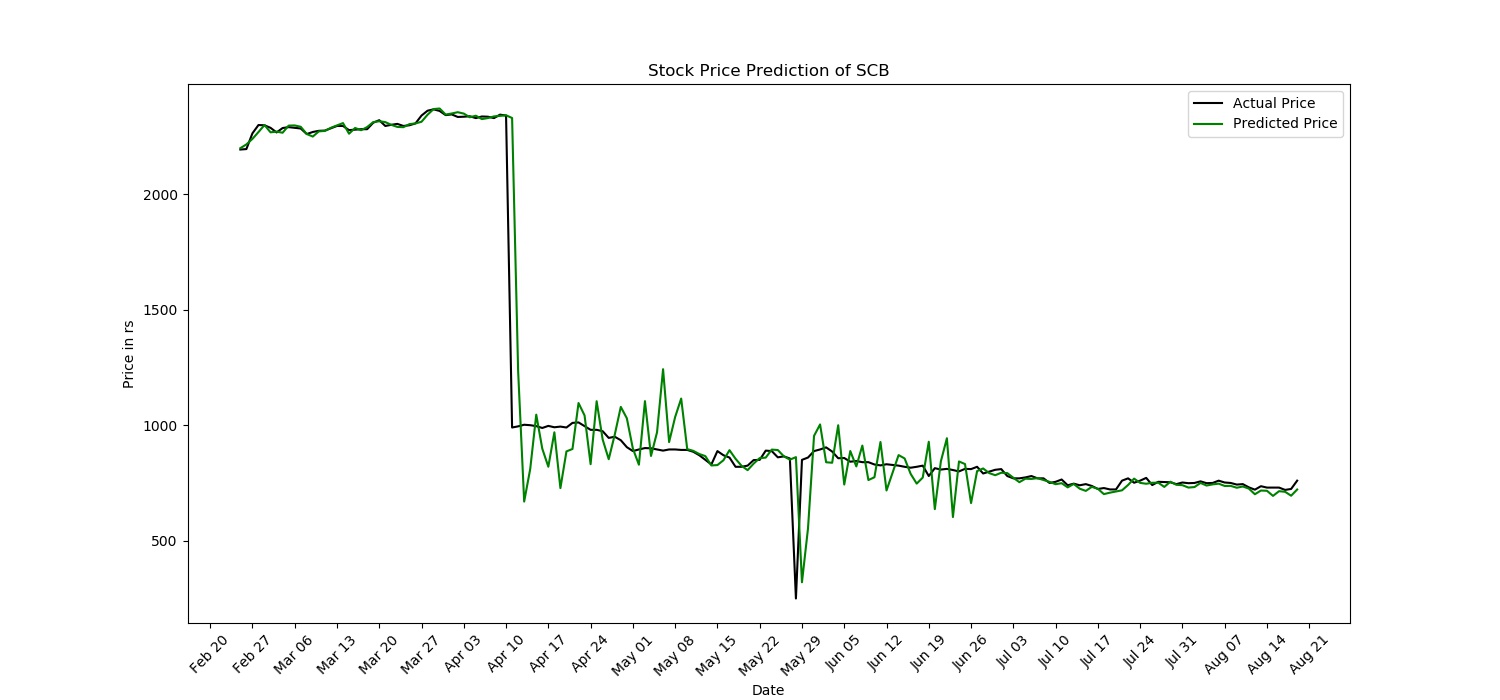 Stock Price Prediction of SCB
Actual Price
Predicted Price
Price in rs
2000
1500
1000
500
Feb 20
Feb 27
Mar 06
Mar 13
Mar 20
Mar 27
Apr 03
Apr 10
Apr 17
Apr 24
May 01
May 08
May 15
May 22
May 29
Jun 05
Jun 12
Jun 19
Jun 26
Jul 03
Jul 10
Jul 17
Jul 24
Jul 31
Aug 07
Aug 14
Aug 21
Date